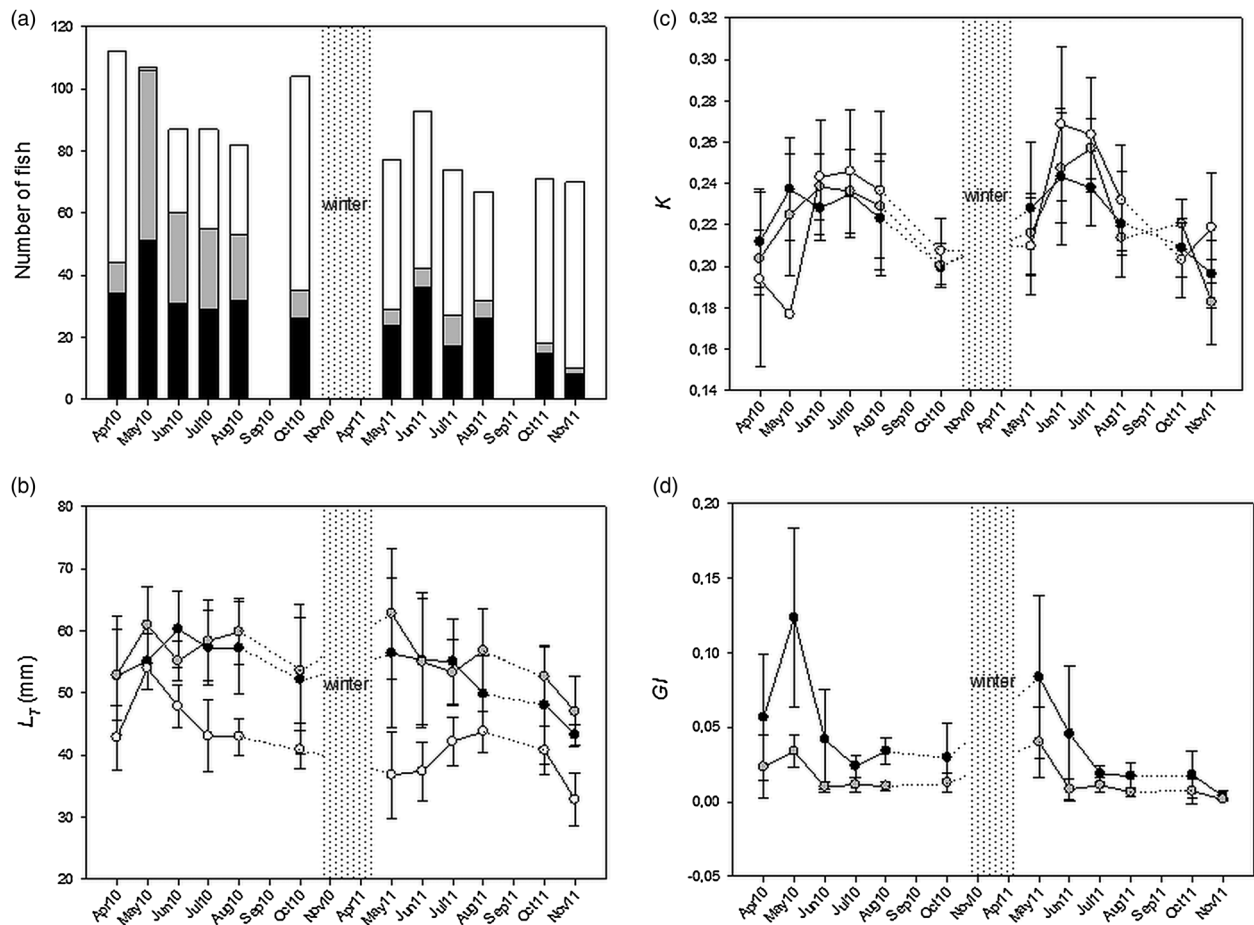 (a)
120
100
80
60
40
20
0
Number of fish
winter
Apr10 May10 Jun10 Jul10 Aug10 Sep10 Oct10 Nov10 Apr11 May11 Jun11 Jul11 Aug11 Sep11 Oct11 Nov11
(c)
0,32
0,28
0,26
0,24
0,22
0,20
0,18
0,16
0,14
K
winter
Apr10 May10 Jun10 Jul10 Aug10 Sep10 Oct10 Nov10 Apr11 May11 Jun11 Jul11 Aug11 Sep11 Oct11 Nov11
(b)
80
70
60
50
40
30
20
LT (mm)
winter
Apr10 May10 Jun10 Jul10 Aug10 Sep10 Oct10 Nov10 Apr11 May11 Jun11 Jul11 Aug11 Sep11 Oct11 Nov11
(d)
0,20
0,15
0,10
0,05
0,00
-0,05
GI
winter
Apr10 May10 Jun10 Jul10 Aug10 Sep10 Oct10 Nov10 Apr11 May11 Jun11 Jul11 Aug11 Sep11 Oct11 Nov11